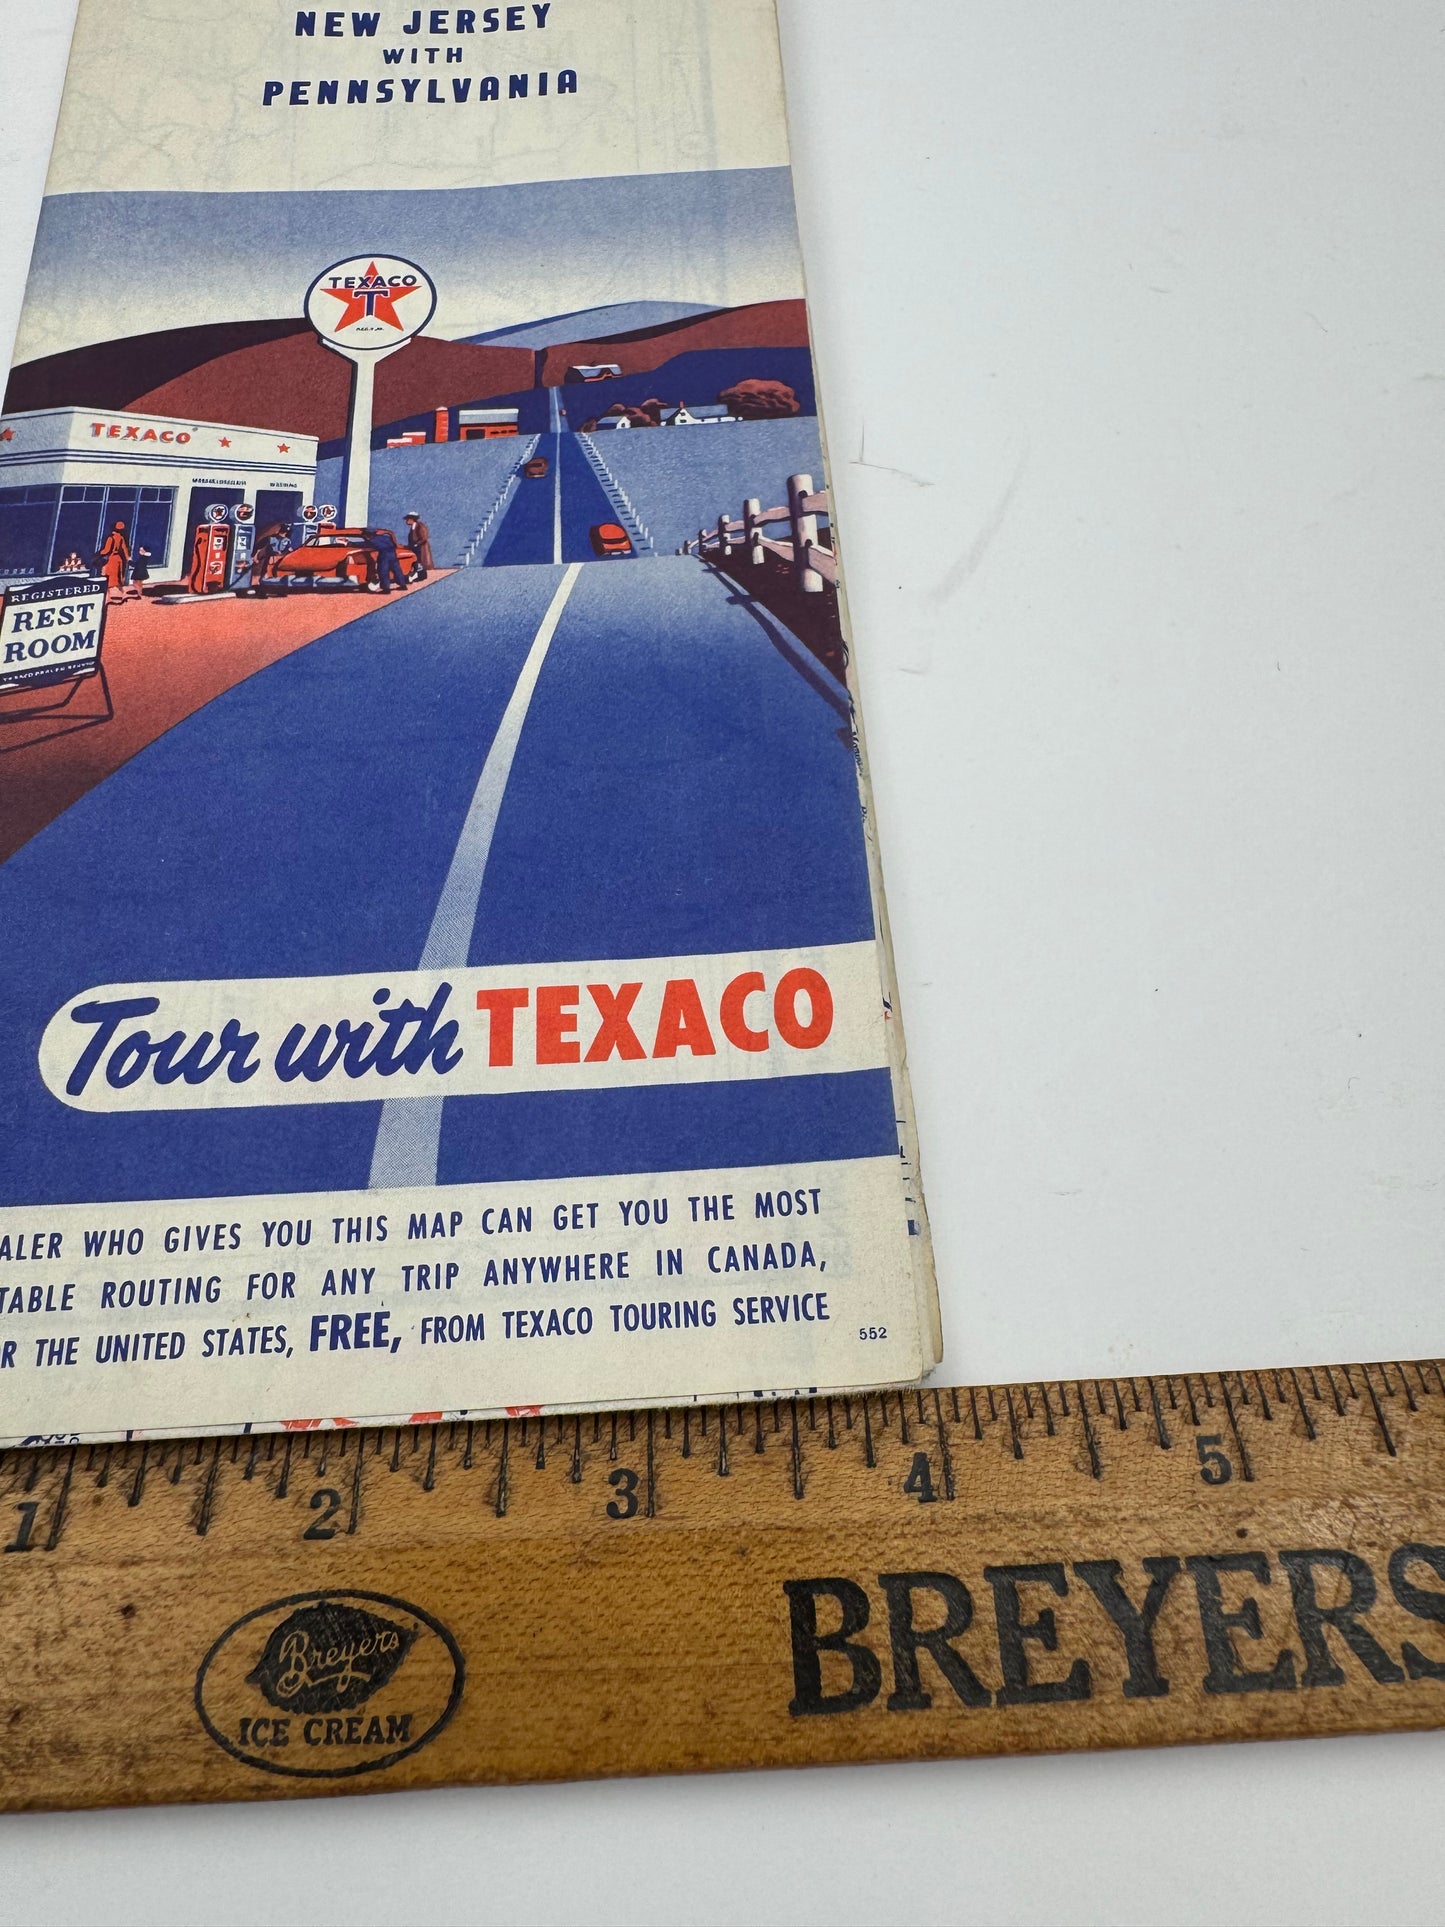 NEW JERSEY
WITH
PENNSYLVANIA
TEXACO
T
TEXACO
REGISTERED
REST
ROOM
Tour with TEXACO
ALER WHO GIVES YOU THIS MAP CAN GET YOU THE MOST
TABLE ROUTING FOR ANY TRIP ANYWHERE IN CANADA,
R THE UNITED STATES, FREE, FROM TEXACO TOURING SERVICE
552
1 2 3 4 5
Breyers
ICE CREAM
BREYERS